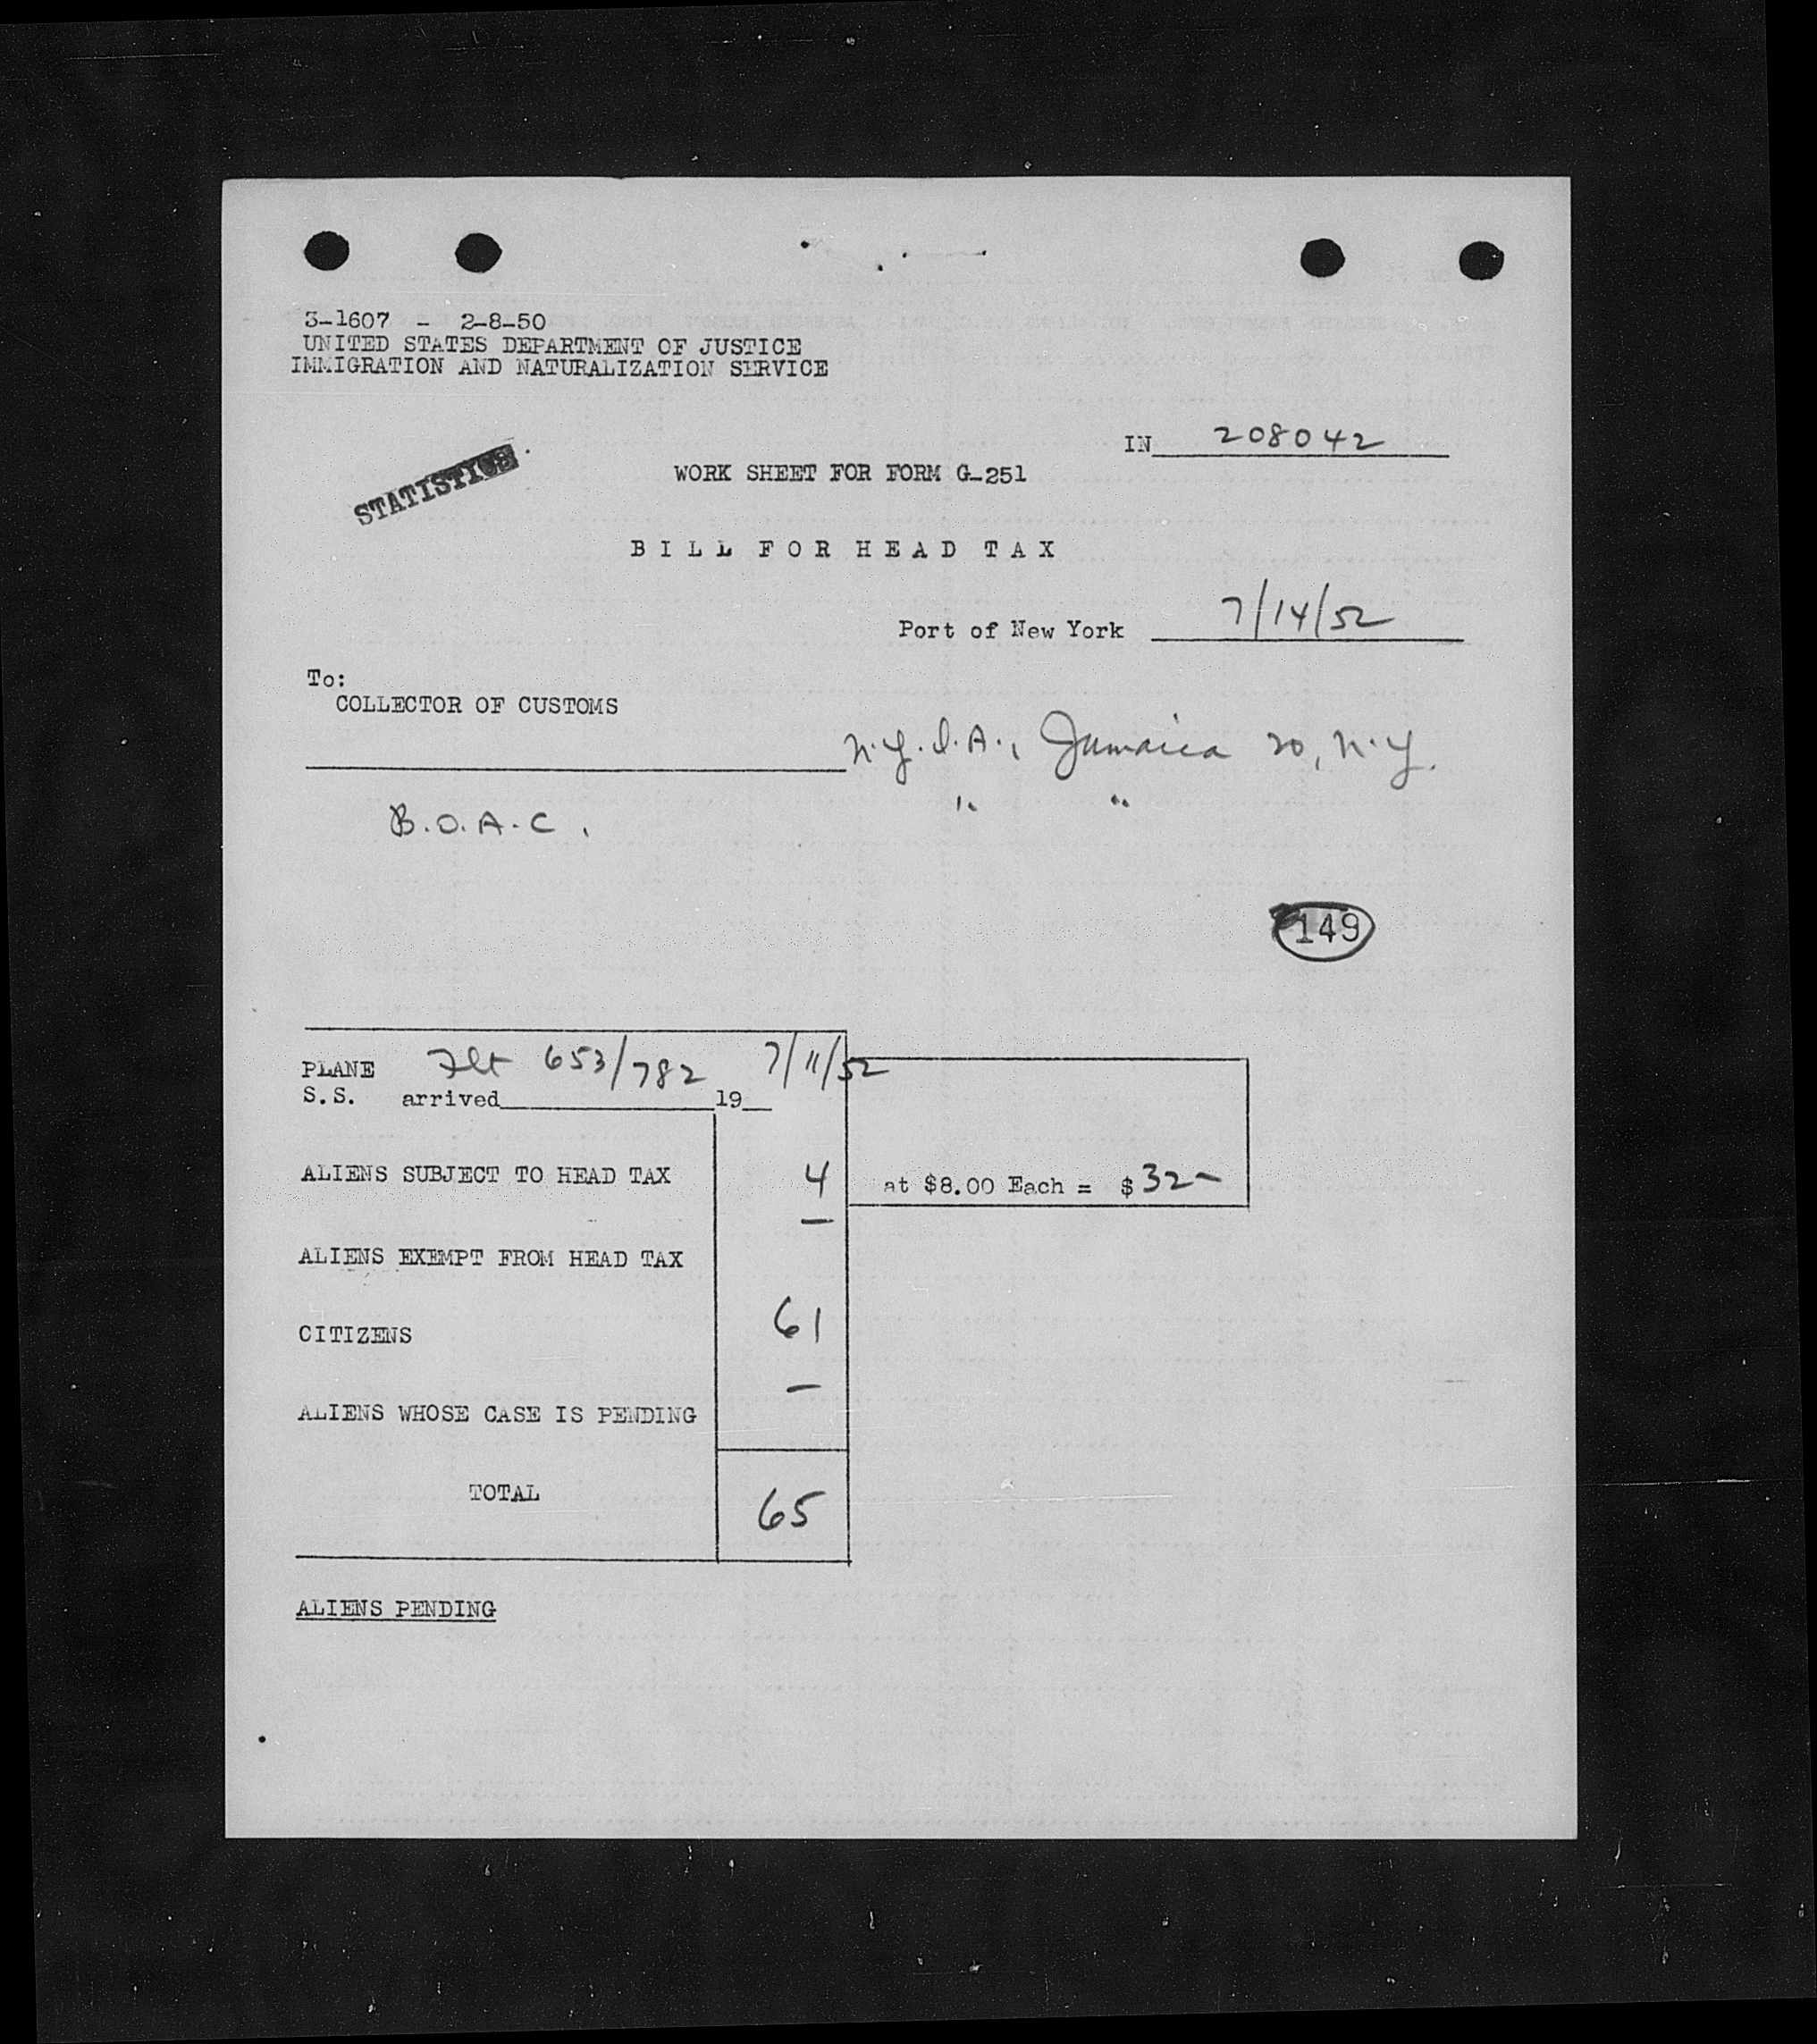 3-1607 - 2-8-50
UNITED STATES DEPARTMENT OF JUSTICE
IMMIGRATION AND NATURALIZATION SERVICE
IN 208042
STATISTICS
WORK SHEET FOR FORM G-251
BILL FOR HEAD TAX
Port of New York 7/14/52
To:
COLLECTOR OF CUSTOMS
N.Y.I.A., Jamaica 20, N.Y.
" "
B.O.A.C.
149
PLANE Flt 653/782 7/11/52
S.S. arrived 19
ALIENS SUBJECT TO HEAD TAX 4 at $8.00 Each = $ 32-
—
ALIENS EXEMPT FROM HEAD TAX
CITIZENS 61
—
ALIENS WHOSE CASE IS PENDING
TOTAL 65
ALIENS PENDING